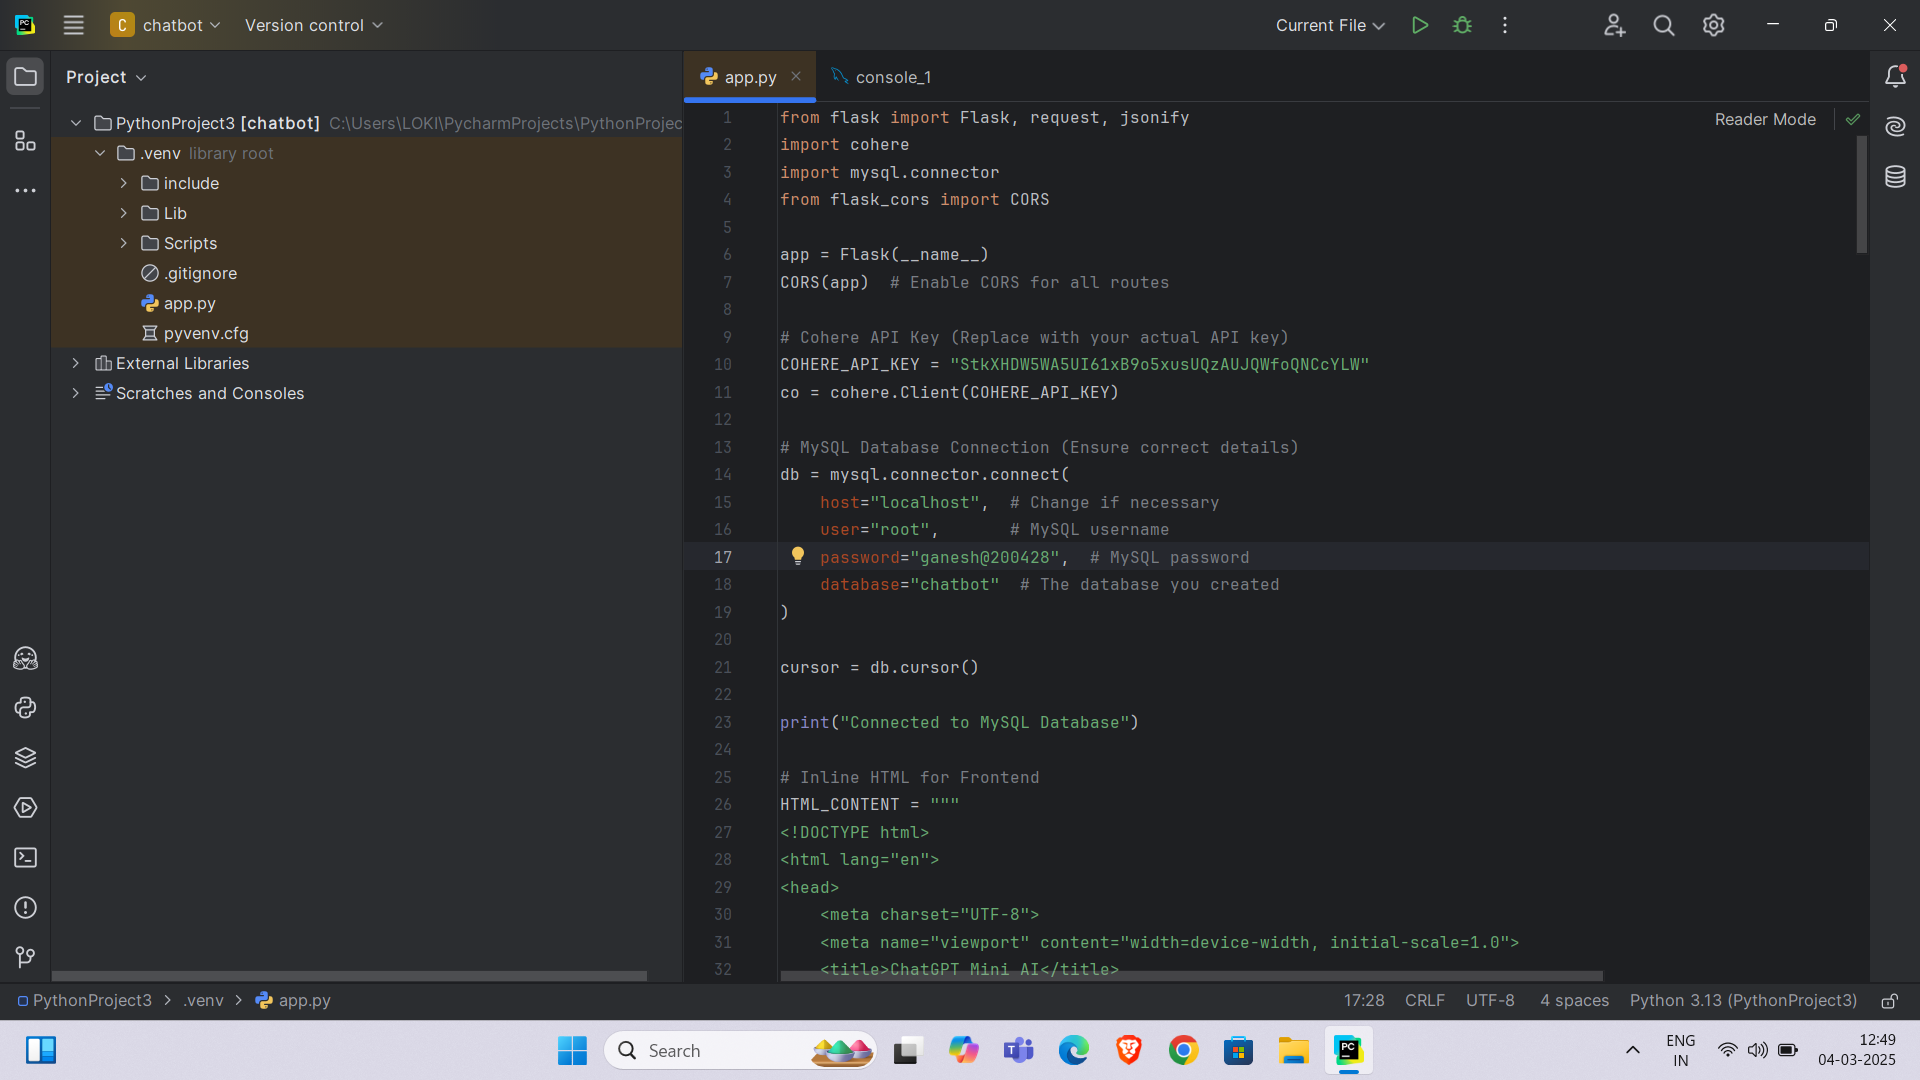 PC
C chatbot
Version control
Current File
Project
PythonProject3 [chatbot] C:\Users\LOKI\PycharmProjects\PythonProjec
.venv library root
include
Lib
Scripts
.gitignore
app.py
pyvenv.cfg
External Libraries
Scratches and Consoles
app.py
console_1
Reader Mode
1 from flask import Flask, request, jsonify
2 import cohere
3 import mysql.connector
4 from flask_cors import CORS
5
6 app = Flask(__name__)
7 CORS(app)  # Enable CORS for all routes
8
9 # Cohere API Key (Replace with your actual API key)
10 COHERE_API_KEY = "StkXHDW5WA5UI61xB9o5xusUQzAUJQWfoQNCcYLW"
11 co = cohere.Client(COHERE_API_KEY)
12
13 # MySQL Database Connection (Ensure correct details)
14 db = mysql.connector.connect(
15     host="localhost",  # Change if necessary
16     user="root",       # MySQL username
17     password="ganesh@200428",  # MySQL password
18     database="chatbot"  # The database you created
19 )
20
21 cursor = db.cursor()
22
23 print("Connected to MySQL Database")
24
25 # Inline HTML for Frontend
26 HTML_CONTENT = """
27 <!DOCTYPE html>
28 <html lang="en">
29 <head>
30     <meta charset="UTF-8">
31     <meta name="viewport" content="width=device-width, initial-scale=1.0">
32     <title>ChatGPT Mini AI</title>
PythonProject3 > .venv > app.py
17:28 CRLF UTF-8 4 spaces Python 3.13 (PythonProject3)
Search
PC
ENG
IN
12:49
04-03-2025